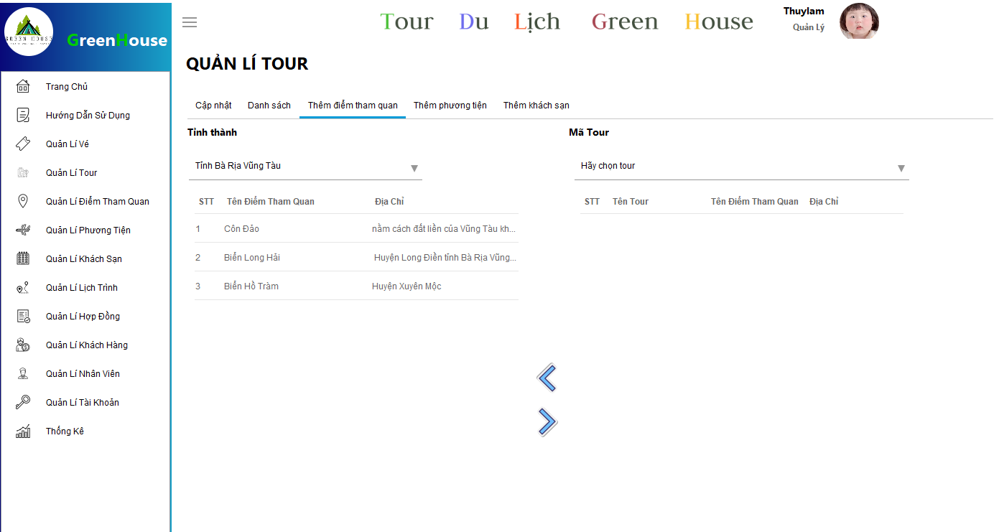 GREEN HOUSE
GreenHouse
Trang Chủ
Hướng Dẫn Sử Dụng
Quản Lí Vé
Quản Lí Tour
Quản Lí Điểm Tham Quan
Quản Lí Phương Tiện
Quản Lí Khách Sạn
Quản Lí Lịch Trình
Quản Lí Hợp Đồng
Quản Lí Khách Hàng
Quản Lí Nhân Viên
Quản Lí Tài Khoản
Thống Kê
Tour Du Lịch Green House
Thuylam
Quản Lý
QUẢN LÍ TOUR
Cập nhật Danh sách Thêm điểm tham quan Thêm phương tiện Thêm khách sạn
Tỉnh thành
Tỉnh Bà Rịa Vũng Tàu
STT Tên Điểm Tham Quan Địa Chỉ
1 Côn Đảo nằm cách đất liền của Vũng Tàu kh...
2 Biển Long Hải Huyện Long Điền tỉnh Bà Rịa Vũng...
3 Biển Hồ Tràm Huyện Xuyên Mộc
Mã Tour
Hãy chọn tour
STT Tên Tour Tên Điểm Tham Quan Địa Chỉ